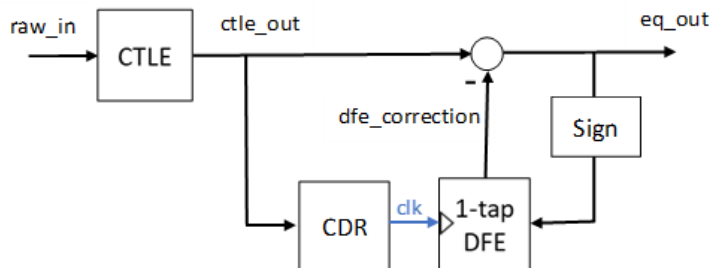 raw_in
CTLE
ctle_out
eq_out
-
dfe_correction
Sign
CDR
clk
1-tap
DFE